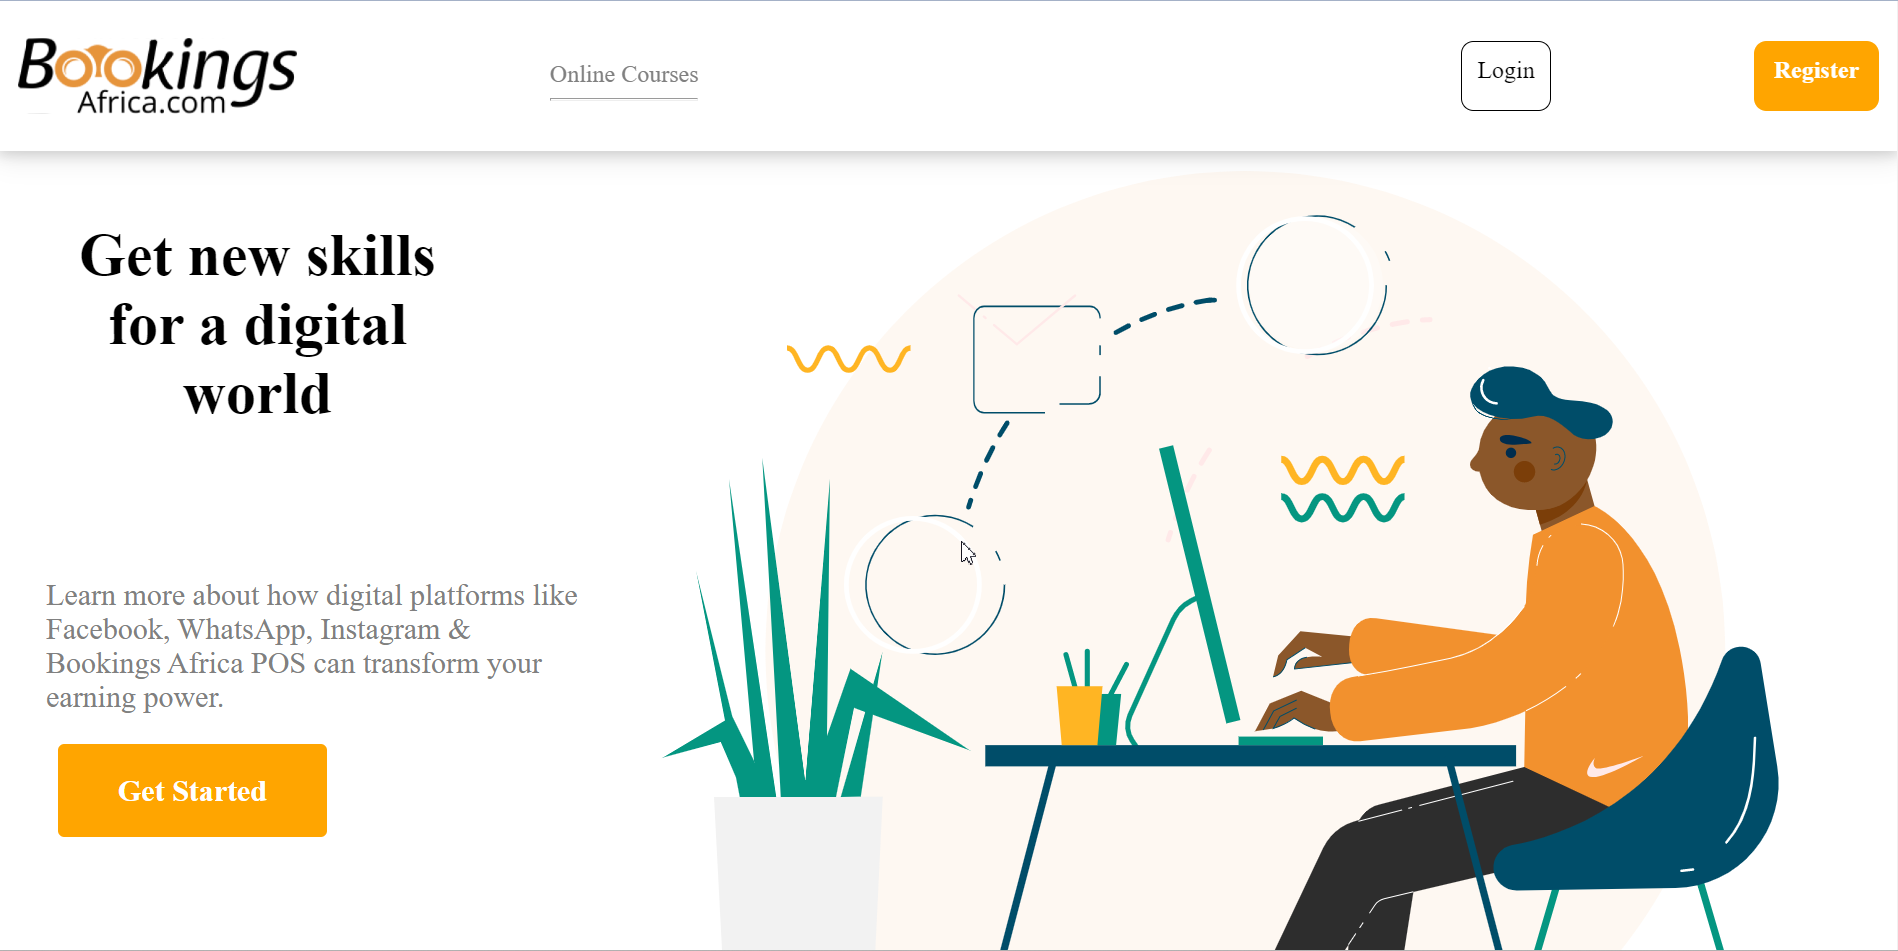 Bookings
Africa.com
Online Courses
Login
Register
Get new skills
for a digital
world
Learn more about how digital platforms like
Facebook, WhatsApp, Instagram &
Bookings Africa POS can transform your
earning power.
Get Started